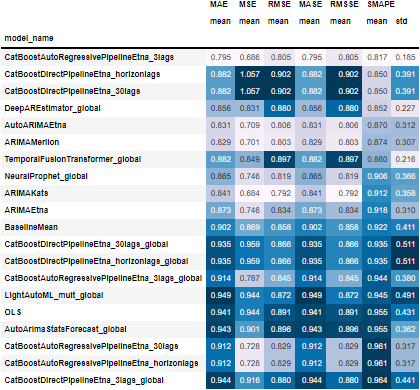 MAE MSE RMSE MASE RMSSE SMAPE
mean mean mean mean mean mean std
model_name
CatBoostAutoRegressivePipelineEtna_3lags 0.795 0.686 0.805 0.795 0.805 0.817 0.185
CatBoostDirectPipelineEtna_horizonlags 0.882 1.057 0.902 0.882 0.902 0.850 0.391
CatBoostDirectPipelineEtna_30lags 0.882 1.057 0.902 0.882 0.902 0.850 0.391
DeepAREstimator_global 0.856 0.831 0.880 0.856 0.880 0.852 0.227
AutoARIMAEtna 0.831 0.709 0.806 0.831 0.806 0.870 0.312
ARIMAMerlion 0.829 0.701 0.803 0.829 0.803 0.874 0.307
TemporalFusionTransformer_global 0.882 0.849 0.897 0.882 0.897 0.880 0.216
NeuralProphet_global 0.865 0.746 0.819 0.865 0.819 0.906 0.366
ARIMAKats 0.841 0.684 0.792 0.841 0.792 0.912 0.358
ARIMAEtna 0.873 0.746 0.834 0.873 0.834 0.918 0.310
BaselineMean 0.902 0.869 0.858 0.902 0.858 0.922 0.411
CatBoostDirectPipelineEtna_30lags_global 0.935 0.959 0.866 0.935 0.866 0.935 0.511
CatBoostDirectPipelineEtna_horizonlags_global 0.935 0.959 0.866 0.935 0.866 0.935 0.511
CatBoostAutoRegressivePipelineEtna_3lags_global 0.914 0.787 0.845 0.914 0.845 0.944 0.380
LightAutoML_mult_global 0.949 0.944 0.872 0.949 0.872 0.945 0.491
OLS 0.941 0.944 0.891 0.941 0.891 0.955 0.431
AutoArimaStatsForecast_global 0.943 0.901 0.896 0.943 0.896 0.955 0.362
CatBoostAutoRegressivePipelineEtna_30lags 0.912 0.728 0.829 0.912 0.829 0.961 0.317
CatBoostAutoRegressivePipelineEtna_horizonlags 0.912 0.728 0.829 0.912 0.829 0.961 0.317
CatBoostDirectPipelineEtna_3lags_global 0.944 0.916 0.880 0.944 0.880 0.964 0.441